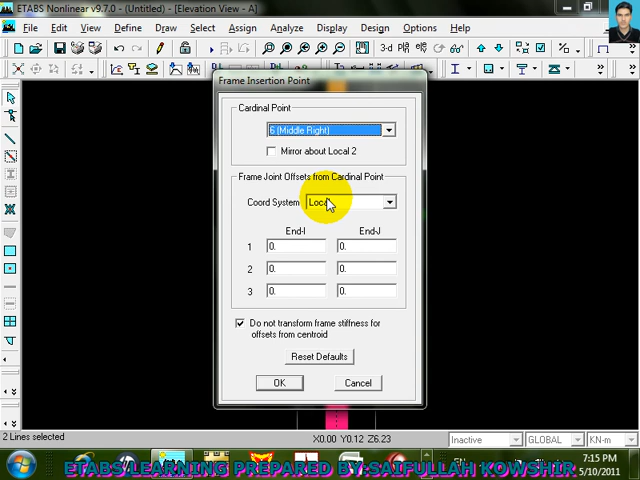 ETABS Nonlinear v9.7.0 - (Untitled) - [Elevation View - A]
File Edit View Define Draw Select Assign Analyze Display Design Options Help
3-d
Frame Insertion Point
Cardinal Point
6 (Middle Right)
Mirror about Local 2
Frame Joint Offsets from Cardinal Point
Coord System Local
End-I End-J
1 0. 0.
2 0. 0.
3 0. 0.
Do not transform frame stiffness for
offsets from centroid
Reset Defaults
OK Cancel
2 Lines selected X0.00 Y0.12 Z6.23 Inactive GLOBAL KN-m
7:15 PM
ETABS LEARNING PREPARED BY:SAIFULLAH KOWSHIR
5/10/2011